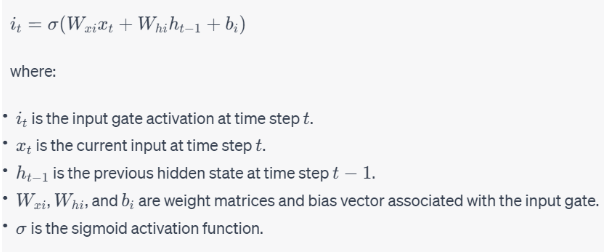 i_t = σ(W_{xi}x_t + W_{hi}h_{t−1} + b_i)
where:
• i_t is the input gate activation at time step t.
• x_t is the current input at time step t.
• h_{t−1} is the previous hidden state at time step t − 1.
• W_{xi}, W_{hi}, and b_i are weight matrices and bias vector associated with the input gate.
• σ is the sigmoid activation function.